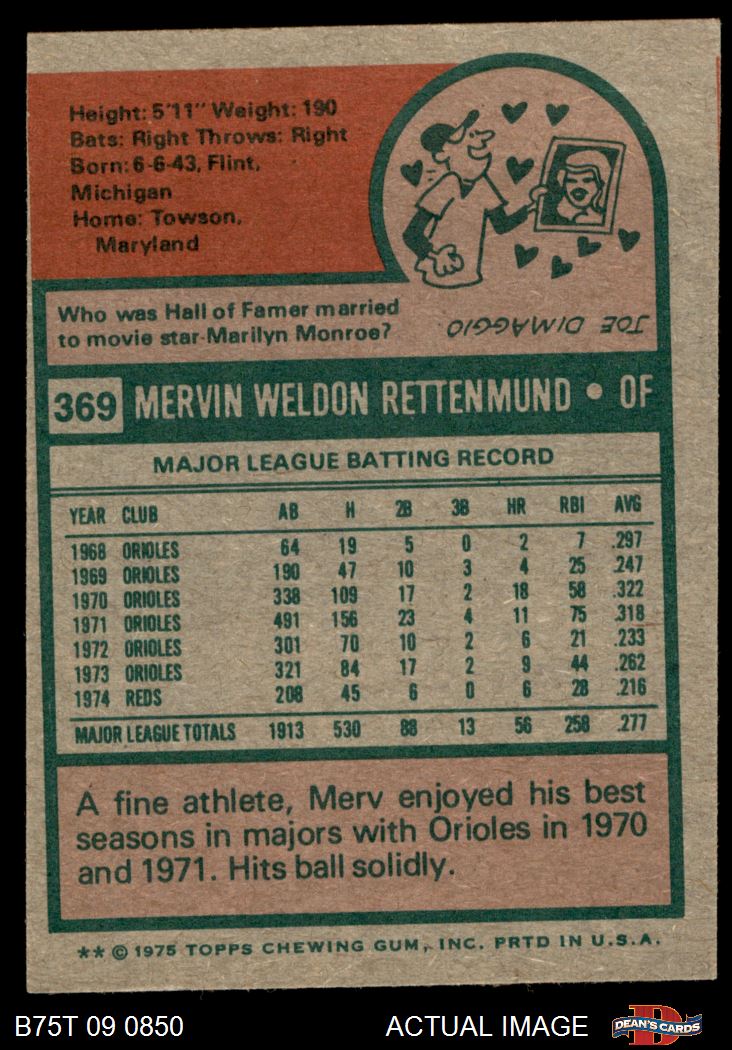 Height: 5'11" Weight: 190
Bats: Right Throws: Right
Born: 6-6-43, Flint,
Michigan
Home: Towson,
Maryland
Who was Hall of Famer married
to movie star-Marilyn Monroe?
JOE DIMAGGIO
369 MERVIN WELDON RETTENMUND • OF
MAJOR LEAGUE BATTING RECORD
YEAR CLUB AB H 2B 3B HR RBI AVG
1968 ORIOLES 64 19 5 0 2 7 .297
1969 ORIOLES 190 47 10 3 4 25 .247
1970 ORIOLES 338 109 17 2 18 58 .322
1971 ORIOLES 491 156 23 4 11 75 .318
1972 ORIOLES 301 70 10 2 6 21 .233
1973 ORIOLES 321 84 17 2 9 44 .262
1974 REDS 208 45 6 0 6 28 .216
MAJOR LEAGUE TOTALS 1913 530 88 13 56 258 .277
A fine athlete, Merv enjoyed his best
seasons in majors with Orioles in 1970
and 1971. Hits ball solidly.
** © 1975 TOPPS CHEWING GUM, INC. PRTD IN U.S.A.
B75T 09 0850 ACTUAL IMAGE DEAN'S CARDS